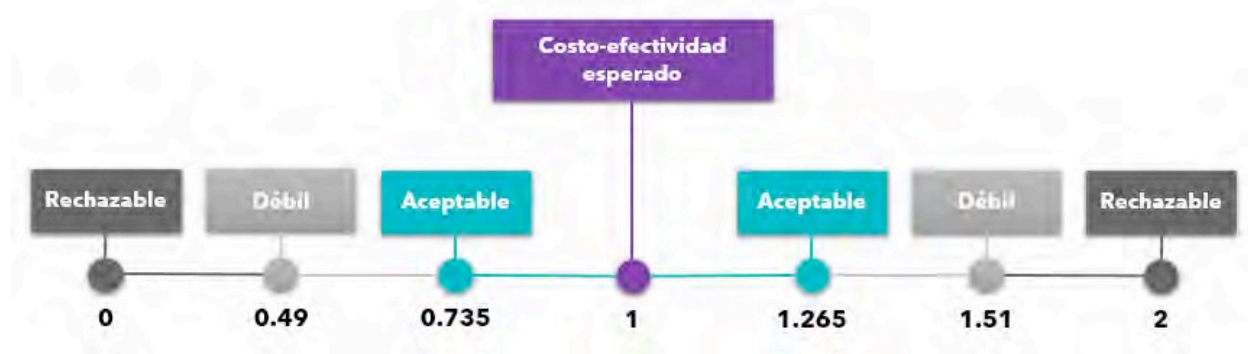 Costo-efectividad
esperado
Rechazable
Débil
Aceptable
Aceptable
Débil
Rechazable
0
0.49
0.735
1
1.265
1.51
2